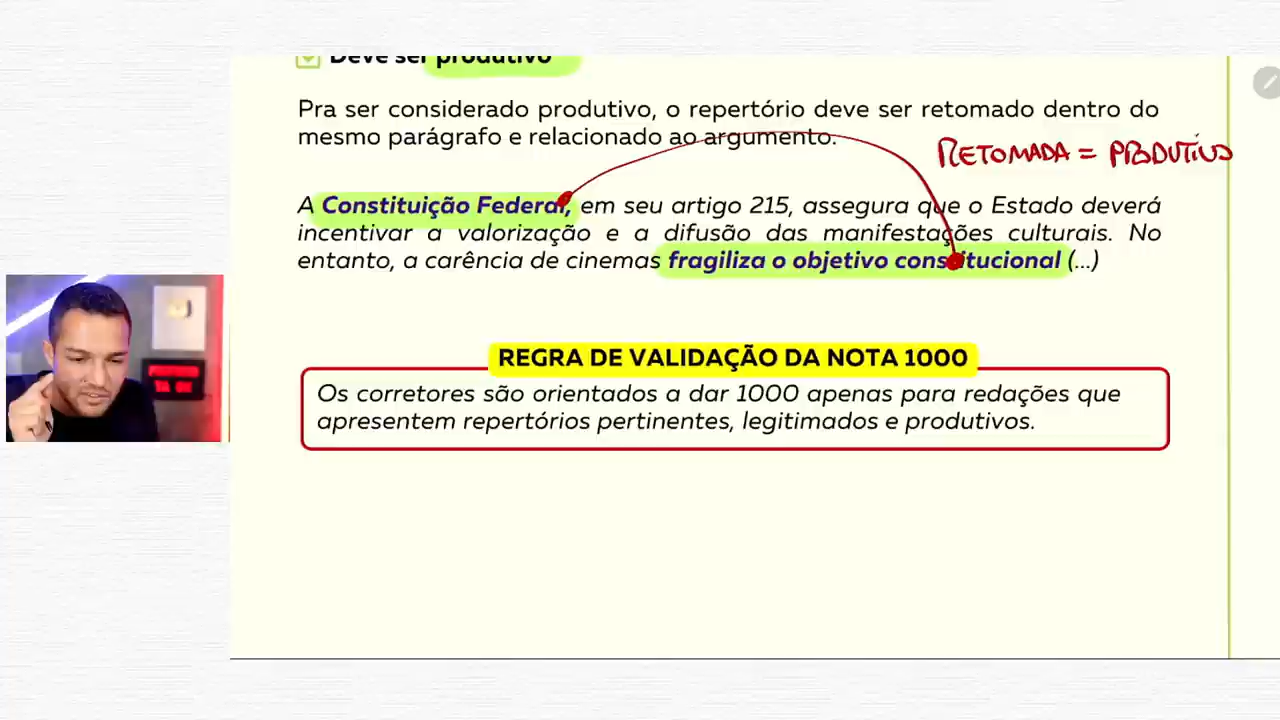 Deve ser produtivo
Pra ser considerado produtivo, o repertório deve ser retomado dentro do
mesmo parágrafo e relacionado ao argumento.
RETOMADA = PRODUTIVO
A Constituição Federal, em seu artigo 215, assegura que o Estado deverá
incentivar a valorização e a difusão das manifestações culturais. No
entanto, a carência de cinemas fragiliza o objetivo constitucional (...)
REGRA DE VALIDAÇÃO DA NOTA 1000
Os corretores são orientados a dar 1000 apenas para redações que
apresentem repertórios pertinentes, legitimados e produtivos.